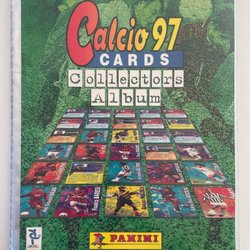 Calcio 97
CARDS
Collectors
Album
PANINI